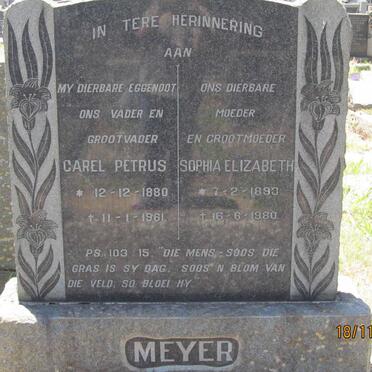 IN TERE HERINNERING
AAN
MY DIERBARE EGGENOOT
ONS VADER EN
GROOTVADER
CAREL PETRUS
* 12-12-1880
† 11-1-1961
ONS DIERBARE
MOEDER
EN GROOTMOEDER
SOPHIA ELIZABETH
* 7-2-1893
† 16-6-1980
PS. 103:15, "DIE MENS-SOOS DIE
GRAS IS SY DAG, SOOS 'N BLOM VAN
DIE VELD, SO BLOEI HY.
MEYER
18/11